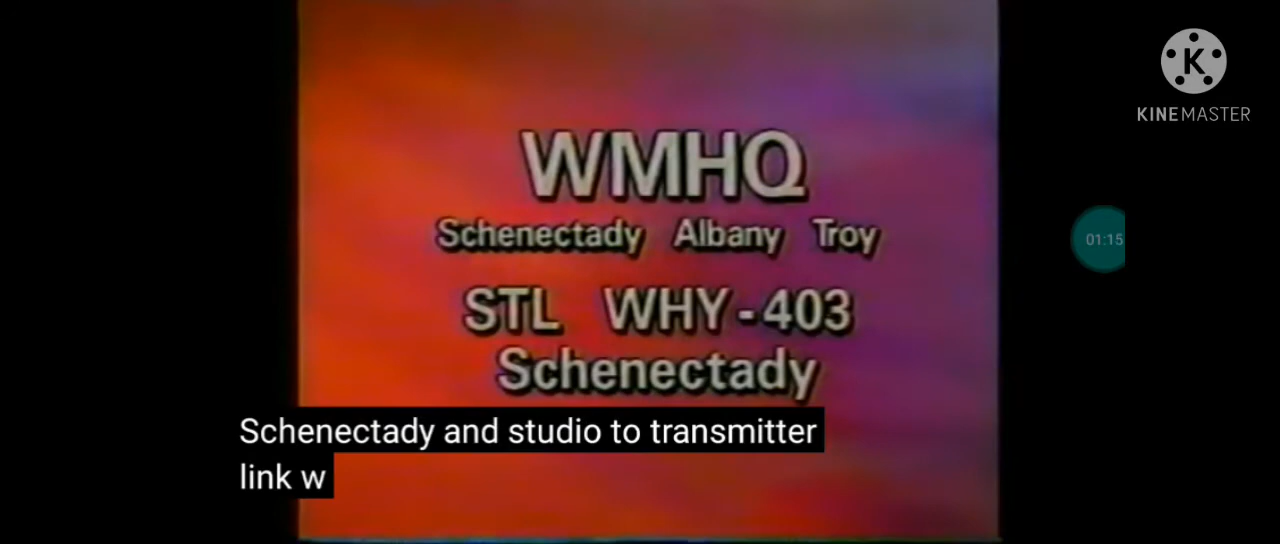 WMHQ
Schenectady Albany Troy
STL WHY-403
Schenectady
Schenectady and studio to transmitter
link w
K
KINEMASTER
01:15